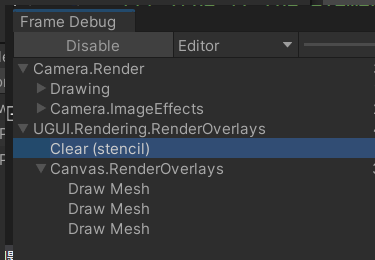 Frame Debug
Disable
Editor
Camera.Render
Drawing
Camera.ImageEffects
UGUI.Rendering.RenderOverlays
Clear (stencil)
Canvas.RenderOverlays
Draw Mesh
Draw Mesh
Draw Mesh